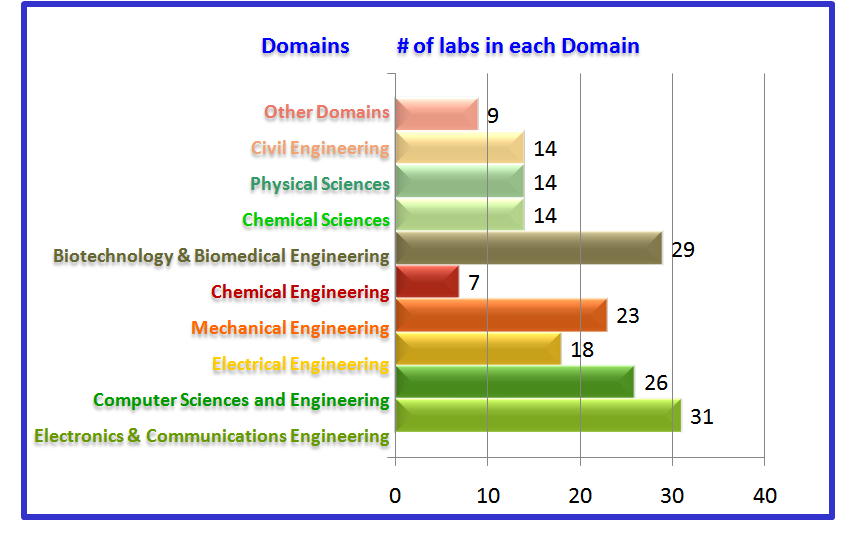 Domains # of labs in each Domain
Other Domains 9
Civil Engineering 14
Physical Sciences 14
Chemical Sciences 14
Biotechnology & Biomedical Engineering 29
Chemical Engineering 7
Mechanical Engineering 23
Electrical Engineering 18
Computer Sciences and Engineering 26
Electronics & Communications Engineering 31
0 10 20 30 40